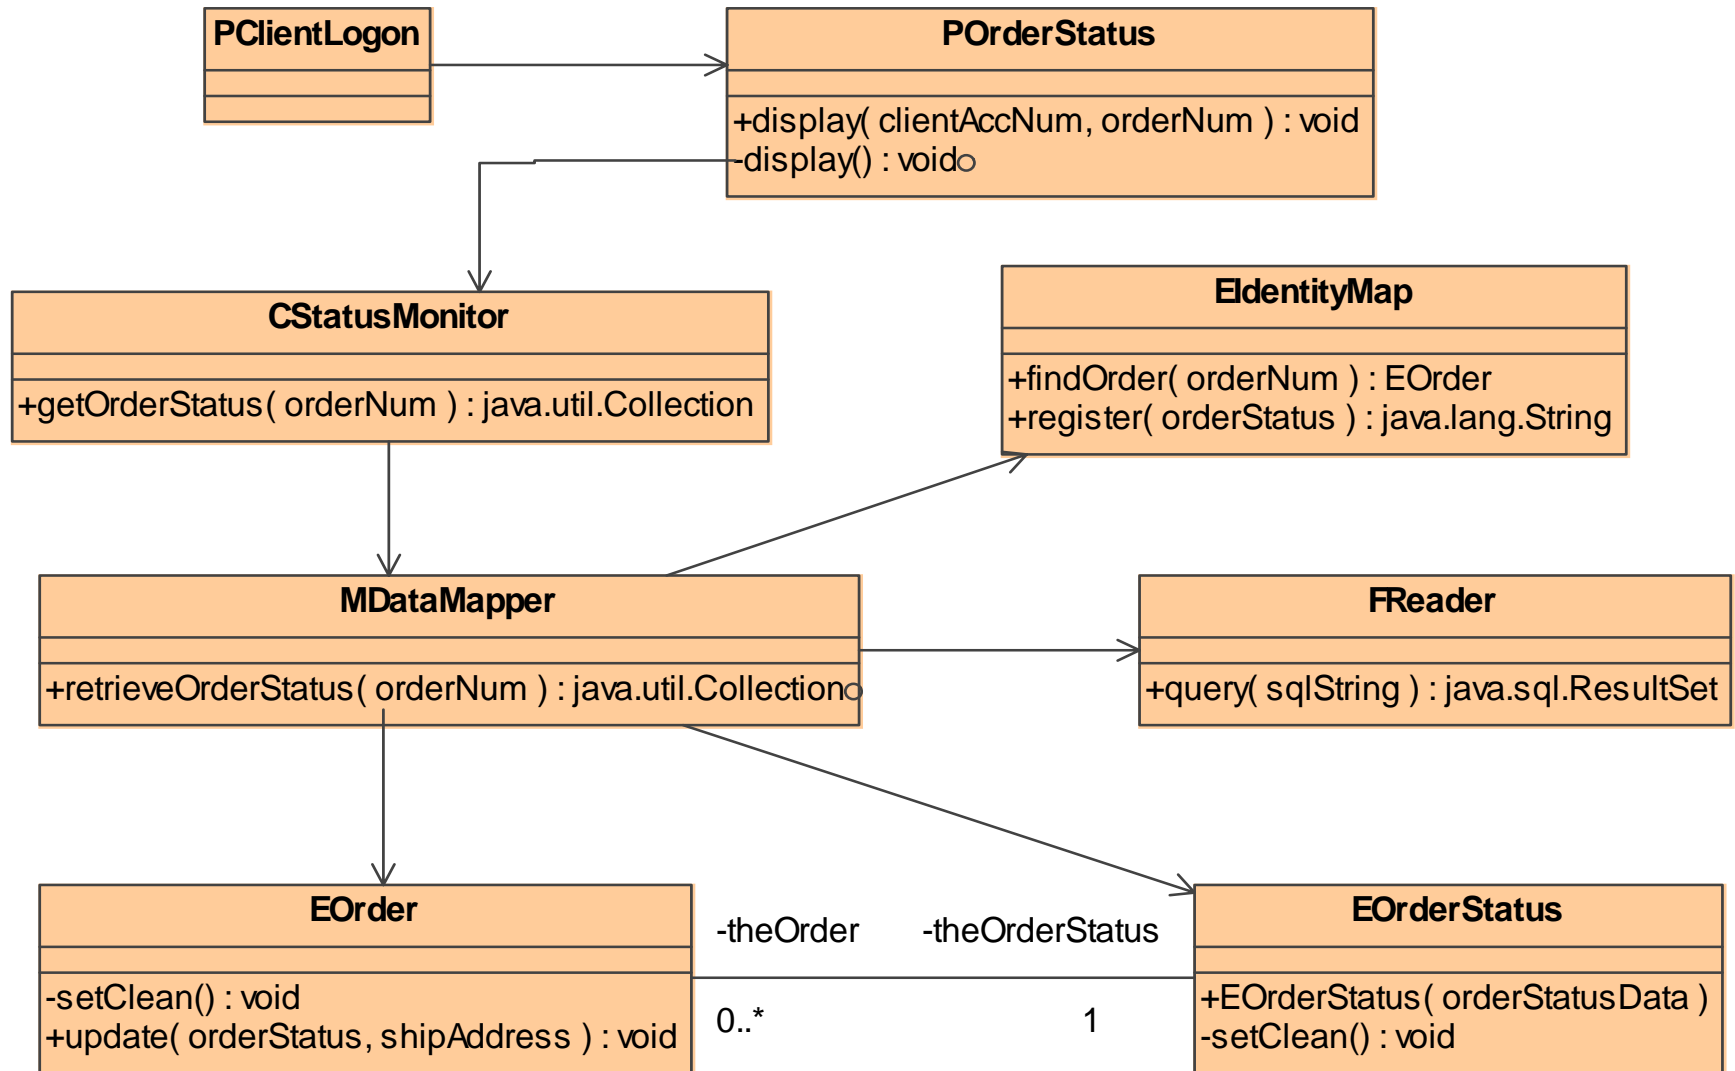 PClientLogon
POrderStatus
+display( clientAccNum, orderNum ) : void
-display() : void
CStatusMonitor
+getOrderStatus( orderNum ) : java.util.Collection
EIdentityMap
+findOrder( orderNum ) : EOrder
+register( orderStatus ) : java.lang.String
MDataMapper
+retrieveOrderStatus( orderNum ) : java.util.Collection
FReader
+query( sqlString ) : java.sql.ResultSet
EOrder
-setClean() : void
+update( orderStatus, shipAddress ) : void
-theOrder
-theOrderStatus
0..*
1
EOrderStatus
+EOrderStatus( orderStatusData )
-setClean() : void